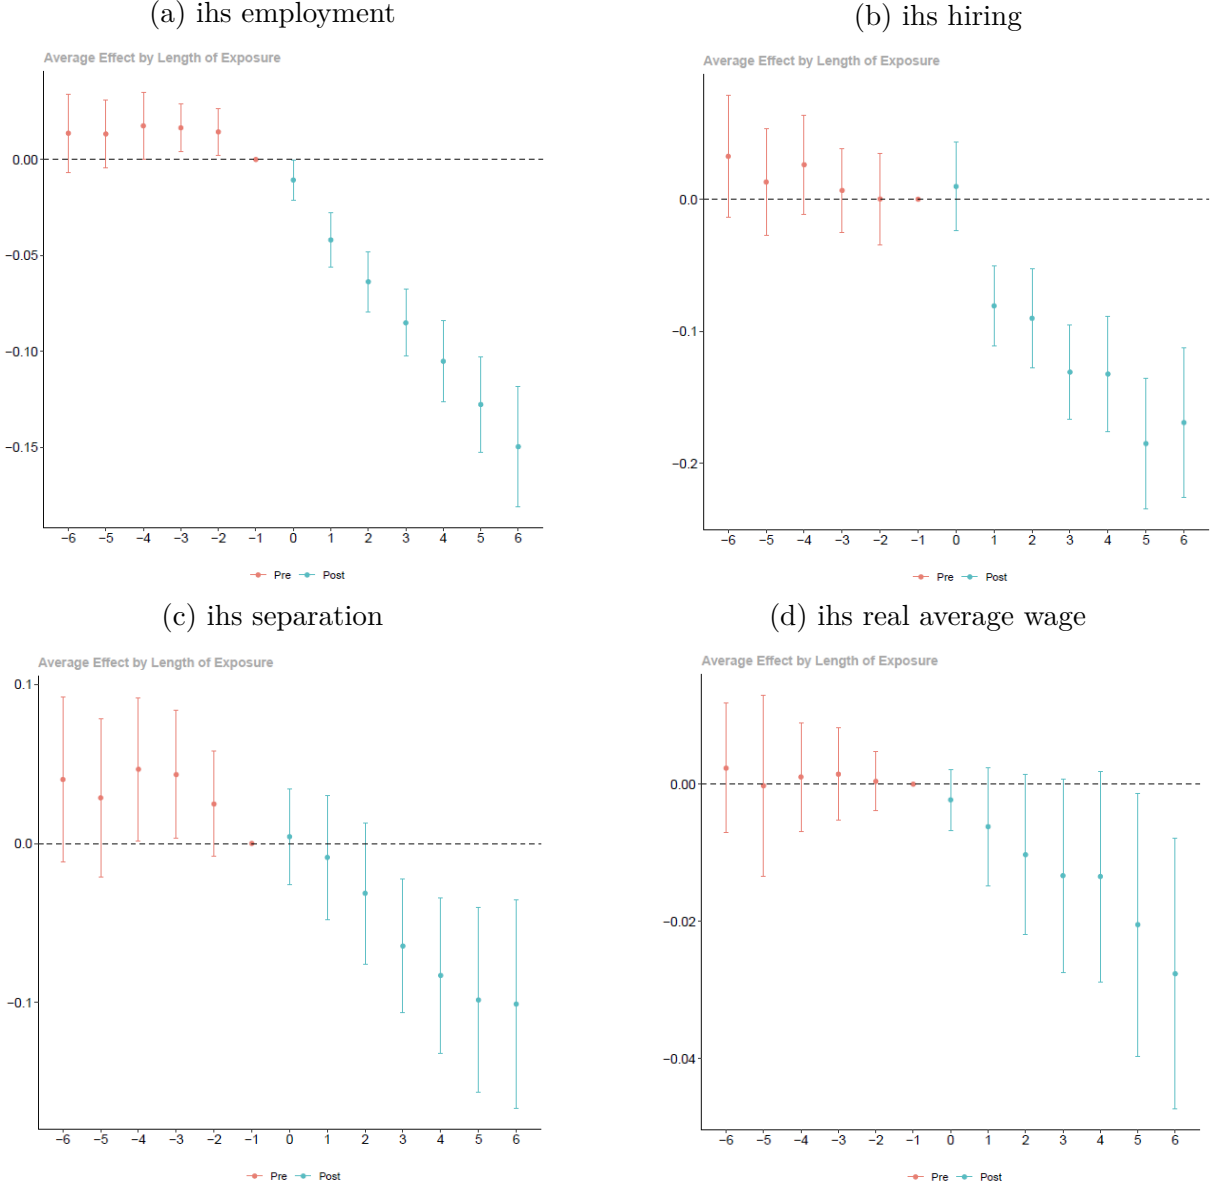 (a) ihs employment
Average Effect by Length of Exposure
0.00
−0.05
−0.10
−0.15
−6 −5 −4 −3 −2 −1 0 1 2 3 4 5 6
Pre Post
(b) ihs hiring
Average Effect by Length of Exposure
0.0
−0.1
−0.2
−6 −5 −4 −3 −2 −1 0 1 2 3 4 5 6
Pre Post
(c) ihs separation
Average Effect by Length of Exposure
0.1
0.0
−0.1
−6 −5 −4 −3 −2 −1 0 1 2 3 4 5 6
Pre Post
(d) ihs real average wage
Average Effect by Length of Exposure
0.00
−0.02
−0.04
−6 −5 −4 −3 −2 −1 0 1 2 3 4 5 6
Pre Post